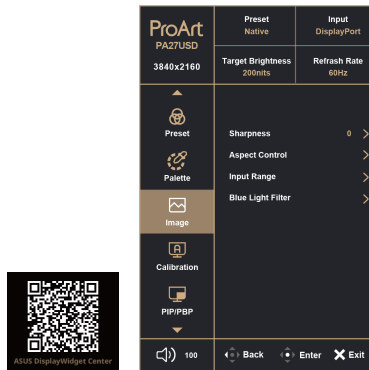 ProArt
PA27USD
3840x2160
Preset
Native
Input
DisplayPort
Target Brightness
200nits
Refrash Rate
60Hz
Preset
Palette
Image
Calibration
PIP/PBP
Sharpness 0
Aspect Control
Input Range
Blue Light Filter
100
Back
Enter
Exit
ASUS DisplayWidget Center